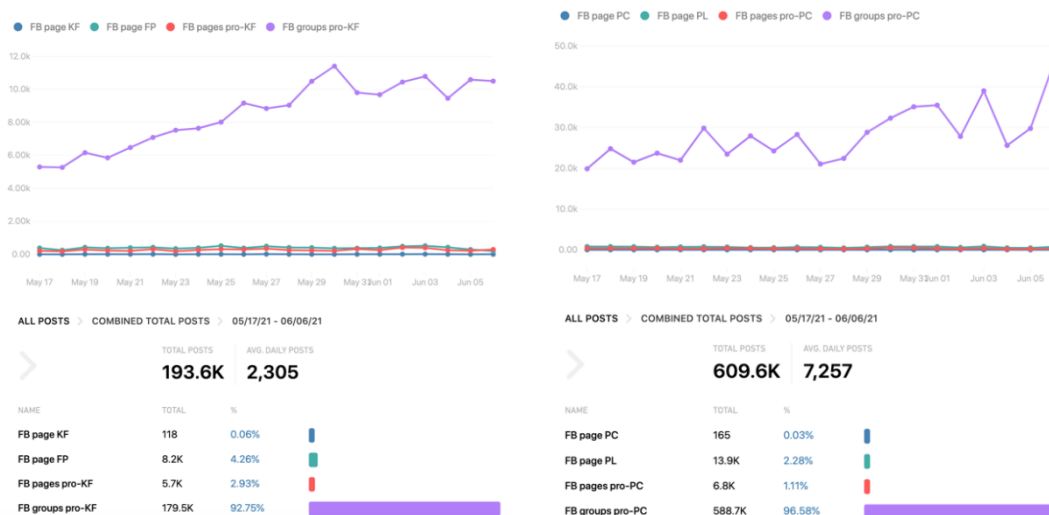 FB page KF FB page FP FB pages pro-KF FB groups pro-KF
12.0k
10.0k
8.00k
6.00k
4.00k
2.00k
0.00
May 17 May 19 May 21 May 23 May 25 May 27 May 29 May 31 Jun 01 Jun 03 Jun 05
ALL POSTS COMBINED TOTAL POSTS 05/17/21 - 06/06/21
TOTAL POSTS AVG. DAILY POSTS
193.6K 2,305
NAME TOTAL %
FB page KF 118 0.06%
FB page FP 8.2K 4.26%
FB pages pro-KF 5.7K 2.93%
FB groups pro-KF 179.5K 92.75%
FB page PC FB page PL FB pages pro-PC FB groups pro-PC
50.0k
40.0k
30.0k
20.0k
10.0k
0.00
May 17 May 19 May 21 May 23 May 25 May 27 May 29 May 31 Jun 01 Jun 03 Jun 05
ALL POSTS COMBINED TOTAL POSTS 05/17/21 - 06/06/21
TOTAL POSTS AVG. DAILY POSTS
609.6K 7,257
NAME TOTAL %
FB page PC 165 0.03%
FB page PL 13.9K 2.28%
FB pages pro-PC 6.8K 1.11%
FB groups pro-PC 588.7K 96.58%